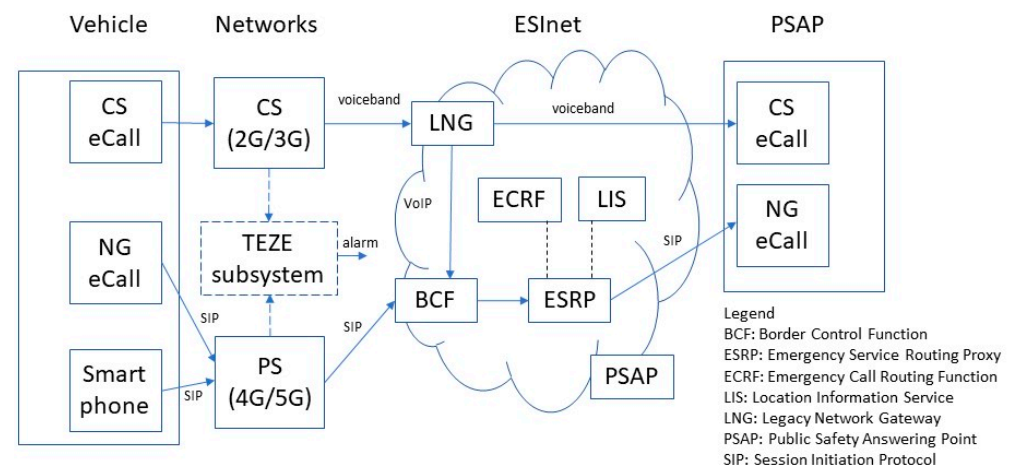 Vehicle
Networks
ESInet
PSAP
CS
eCall
CS
(2G/3G)
voiceband
LNG
voiceband
CS
eCall
VoIP
ECRF
LIS
NG
eCall
NG
eCall
TEZE
subsystem
alarm
SIP
BCF
ESRP
SIP
SIP
Smart
phone
SIP
PS
(4G/5G)
PSAP
Legend
BCF: Border Control Function
ESRP: Emergency Service Routing Proxy
ECRF: Emergency Call Routing Function
LIS: Location Information Service
LNG: Legacy Network Gateway
PSAP: Public Safety Answering Point
SIP: Session Initiation Protocol